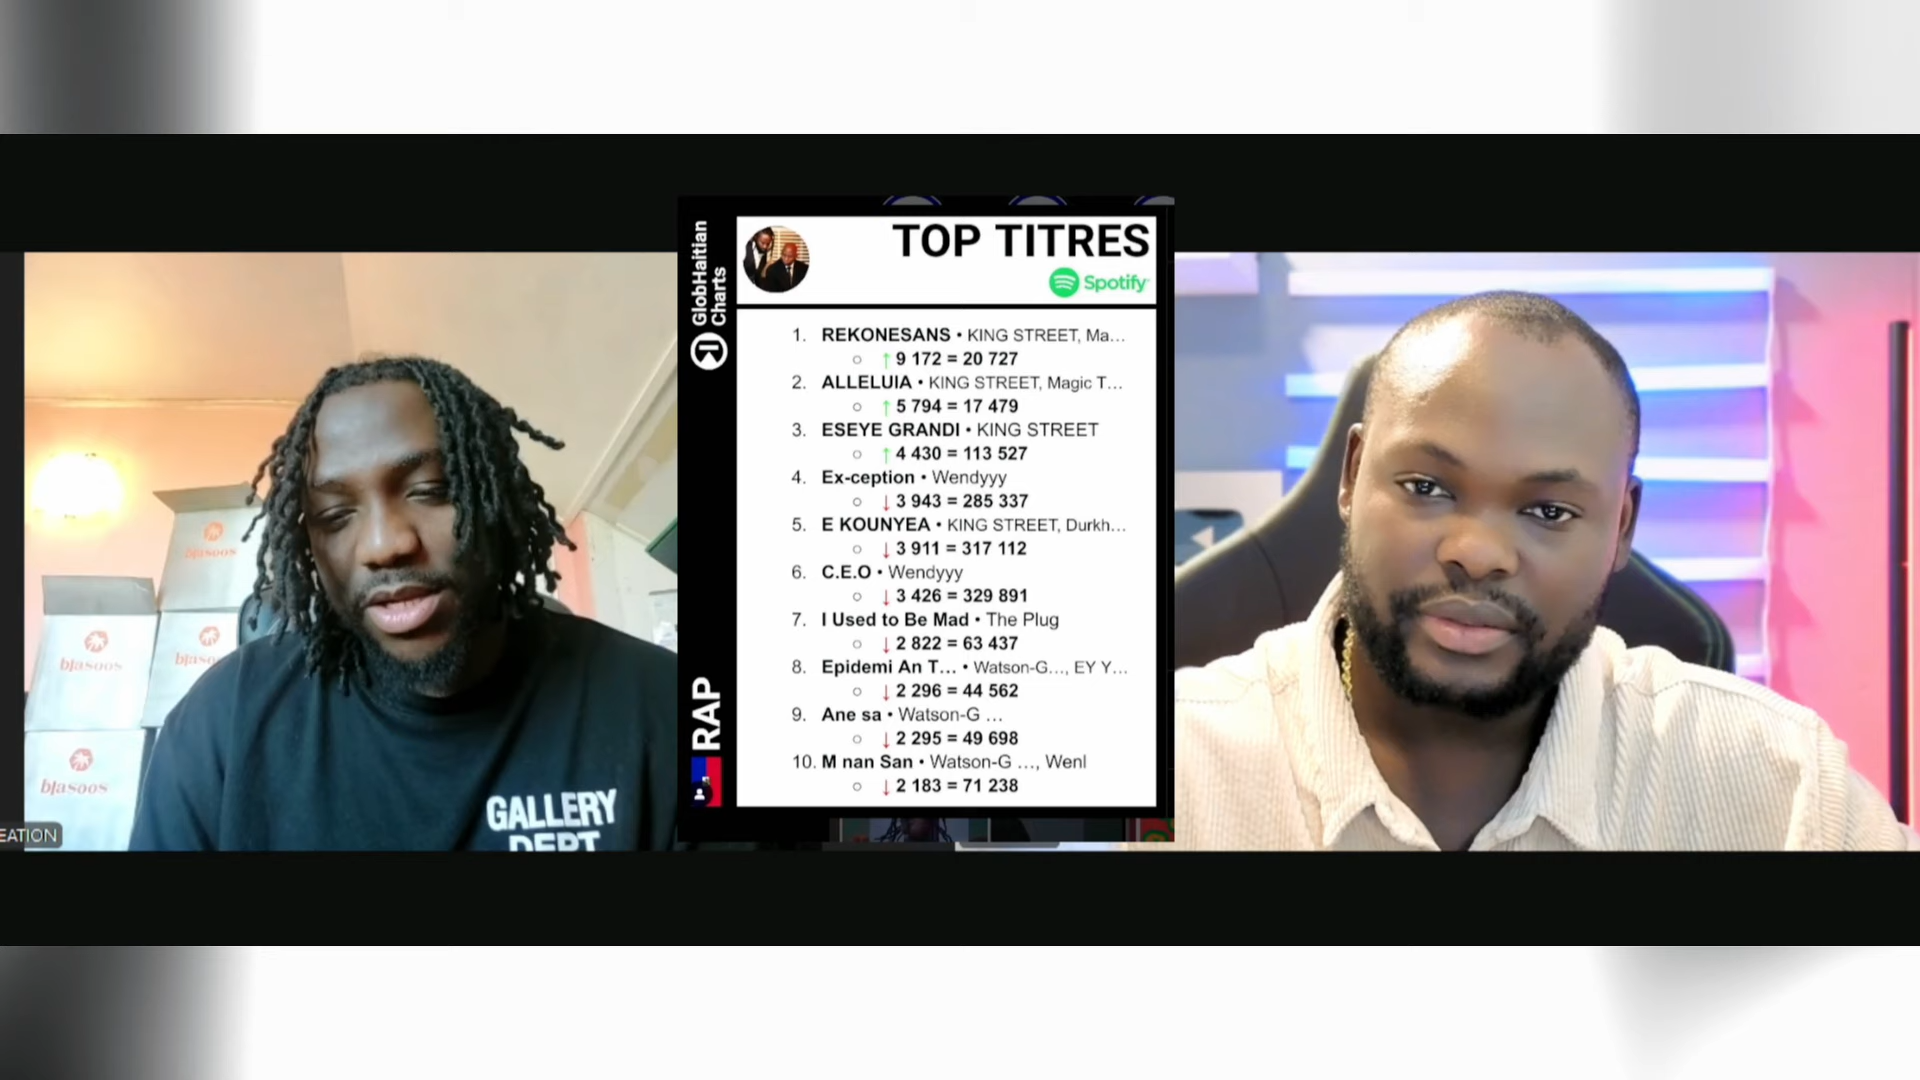 GlobHaitian
Charts
RAP
TOP TITRES
Spotify
1. REKONESANS • KING STREET, Ma...
○ ↑ 9 172 = 20 727
2. ALLELUIA • KING STREET, Magic T...
○ ↑ 5 794 = 17 479
3. ESEYE GRANDI • KING STREET
○ ↑ 4 430 = 113 527
4. Ex-ception • Wendyyy
○ ↓ 3 943 = 285 337
5. E KOUNYEA • KING STREET, Durkh...
○ ↓ 3 911 = 317 112
6. C.E.O • Wendyyy
○ ↓ 3 426 = 329 891
7. I Used to Be Mad • The Plug
○ ↓ 2 822 = 63 437
8. Epidemi An T... • Watson-G..., EY Y...
○ ↓ 2 296 = 44 562
9. Ane sa • Watson-G ...
○ ↓ 2 295 = 49 698
10. M nan San • Watson-G ..., Wenl
○ ↓ 2 183 = 71 238
bjasoos
bjasoos
bjasoos
GALLERY
DEPT
EATION